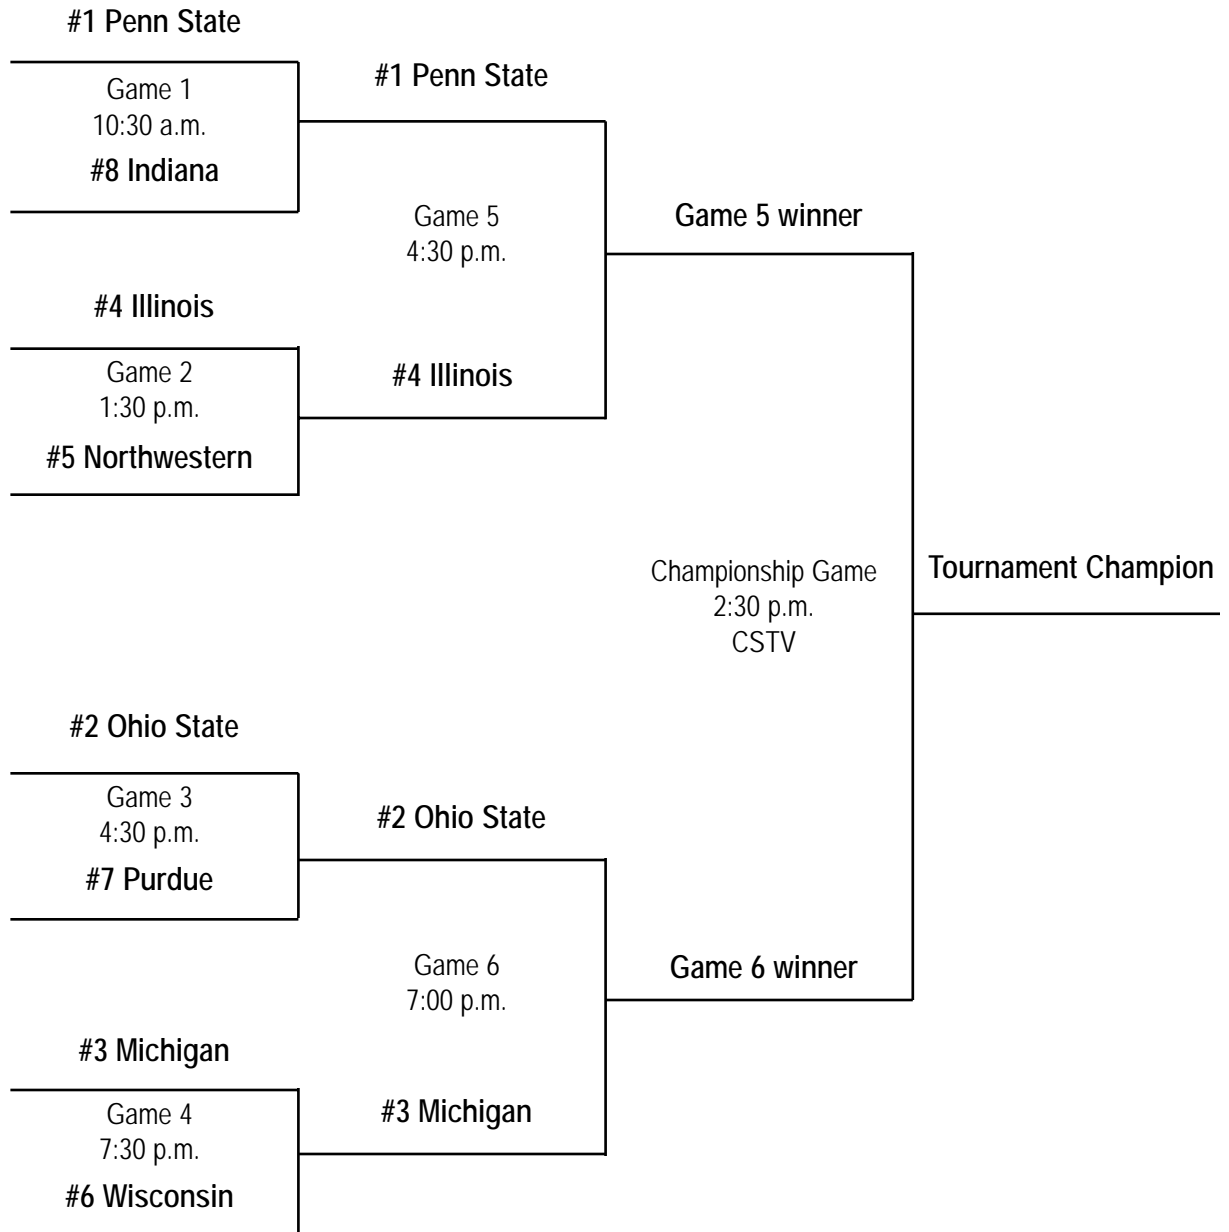 #1 Penn State
Game 1
10:30 a.m.
#8 Indiana
#1 Penn State
Game 5
4:30 p.m.
Game 5 winner
#4 Illinois
Game 2
1:30 p.m.
#5 Northwestern
#4 Illinois
Championship Game
2:30 p.m.
CSTV
Tournament Champion
#2 Ohio State
Game 3
4:30 p.m.
#7 Purdue
#2 Ohio State
Game 6
7:00 p.m.
Game 6 winner
#3 Michigan
Game 4
7:30 p.m.
#6 Wisconsin
#3 Michigan